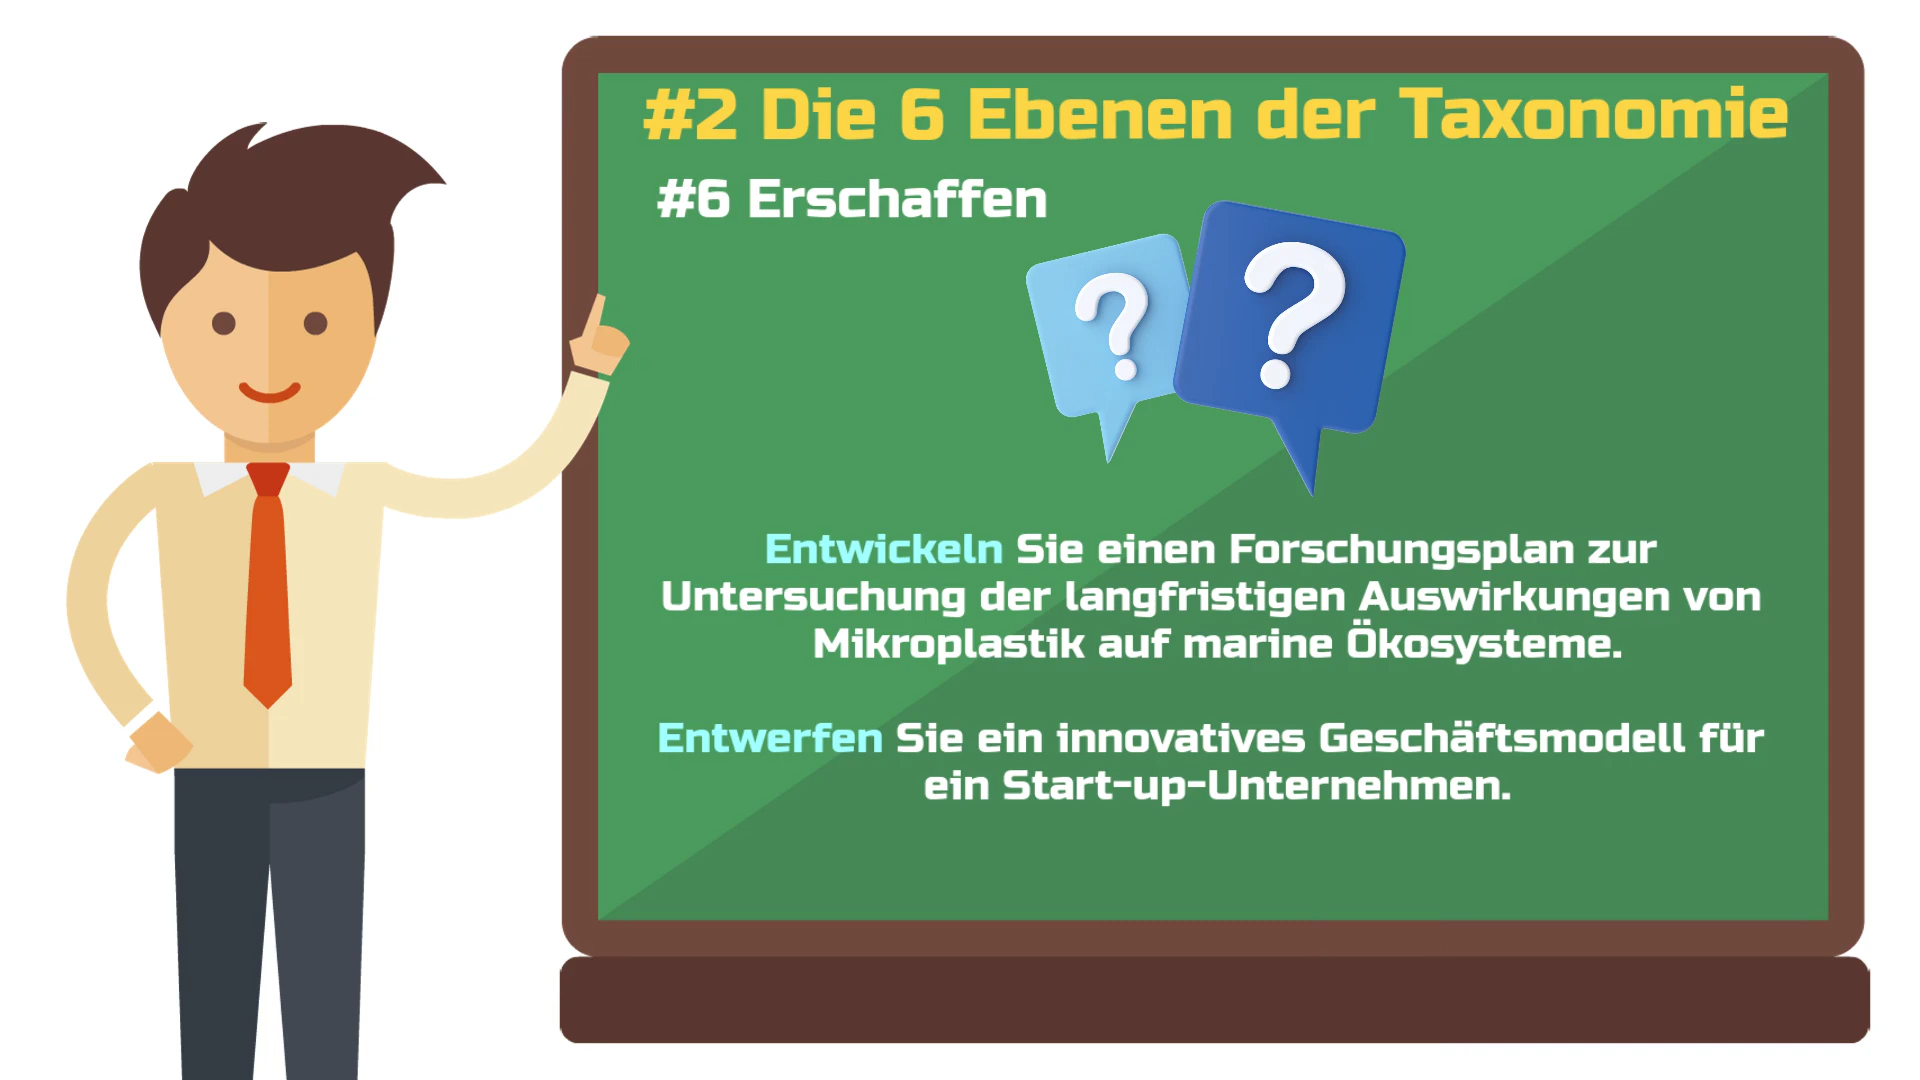 #2 Die 6 Ebenen der Taxonomie
#6 Erschaffen
? ?
Entwickeln Sie einen Forschungsplan zur
Untersuchung der langfristigen Auswirkungen von
Mikroplastik auf marine Ökosysteme.
Entwerfen Sie ein innovatives Geschäftsmodell für
ein Start-up-Unternehmen.